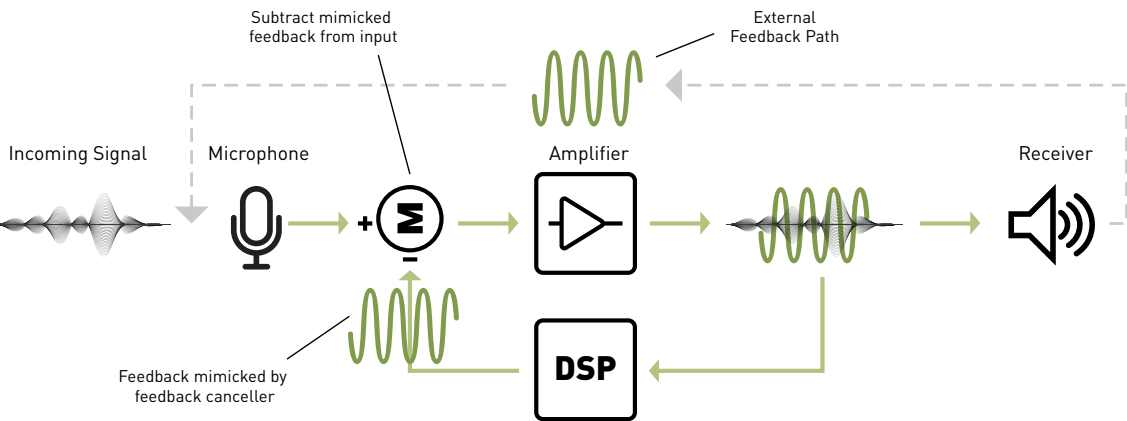 Subtract mimicked
feedback from input
External
Feedback Path
Incoming Signal
Microphone
Amplifier
Receiver
+
M
–
DSP
Feedback mimicked by
feedback canceller